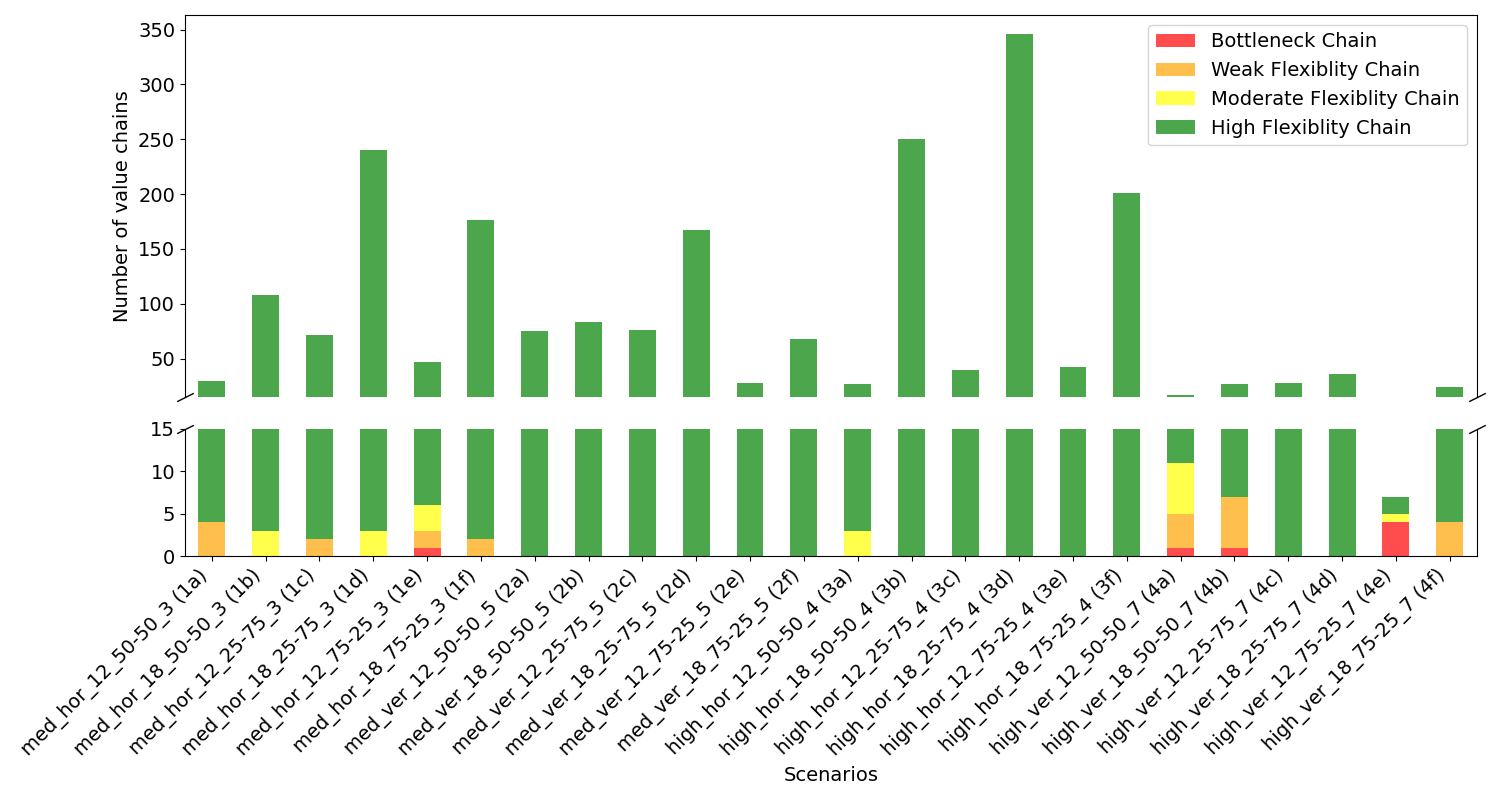 Number of value chains
350
300
250
200
150
100
50
15
10
5
0
Bottleneck Chain
Weak Flexiblity Chain
Moderate Flexiblity Chain
High Flexiblity Chain
med_hor_12_50-50_3 (1a)
med_hor_18_50-50_3 (1b)
med_hor_12_25-75_3 (1c)
med_hor_18_25-75_3 (1d)
med_hor_12_75-25_3 (1e)
med_hor_18_75-25_3 (1f)
med_ver_12_50-50_5 (2a)
med_ver_18_50-50_5 (2b)
med_ver_12_25-75_5 (2c)
med_ver_18_25-75_5 (2d)
med_ver_12_75-25_5 (2e)
med_ver_18_75-25_5 (2f)
high_hor_12_50-50_4 (3a)
high_hor_18_50-50_4 (3b)
high_hor_12_25-75_4 (3c)
high_hor_18_25-75_4 (3d)
high_hor_12_75-25_4 (3e)
high_hor_18_75-25_4 (3f)
high_ver_12_50-50_7 (4a)
high_ver_18_50-50_7 (4b)
high_ver_12_25-75_7 (4c)
high_ver_18_25-75_7 (4d)
high_ver_12_75-25_7 (4e)
high_ver_18_75-25_7 (4f)
Scenarios